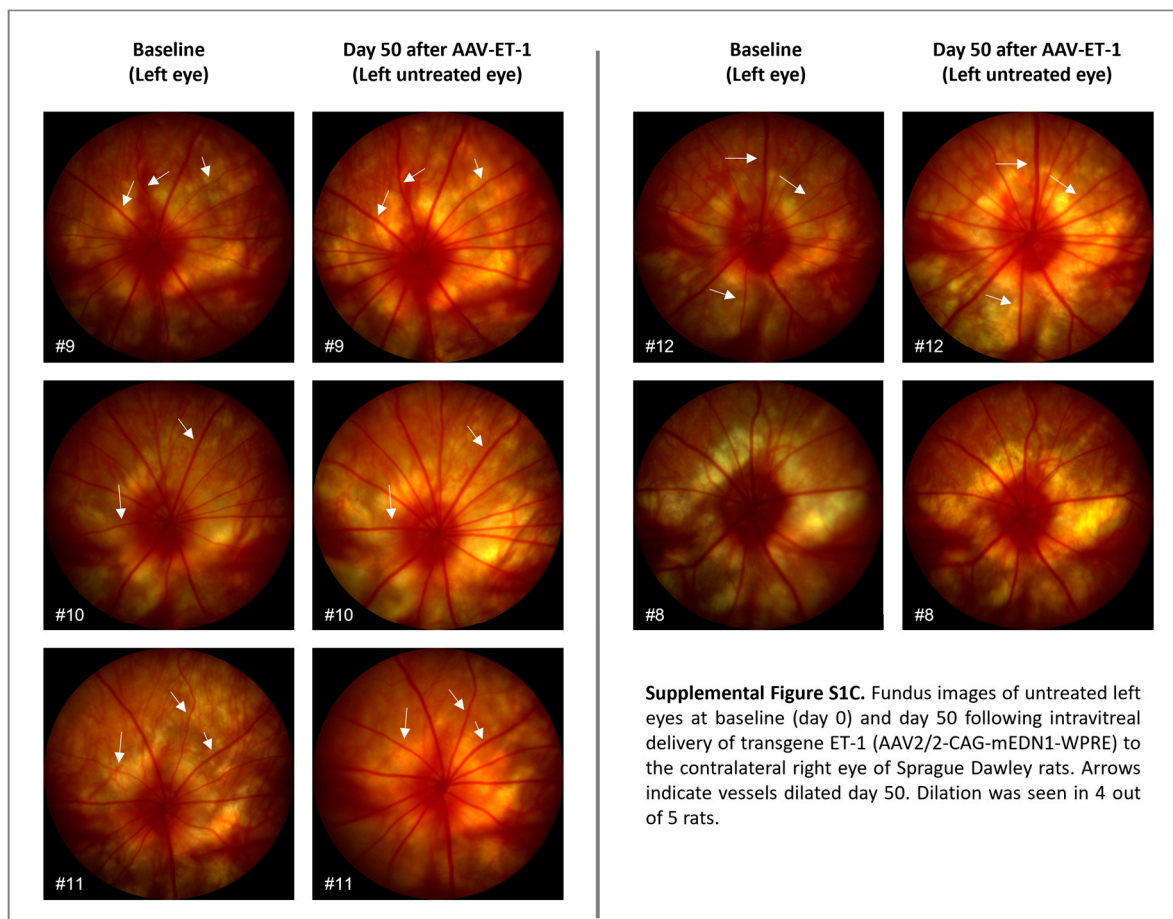 Baseline
(Left eye)
Day 50 after AAV-ET-1
(Left untreated eye)
#9
#9
#10
#10
#11
#11
Baseline
(Left eye)
Day 50 after AAV-ET-1
(Left untreated eye)
#12
#12
#8
#8
Supplemental Figure S1C. Fundus images of untreated left
eyes at baseline (day 0) and day 50 following intravitreal
delivery of transgene ET-1 (AAV2/2-CAG-mEDN1-WPRE) to
the contralateral right eye of Sprague Dawley rats. Arrows
indicate vessels dilated day 50. Dilation was seen in 4 out
of 5 rats.